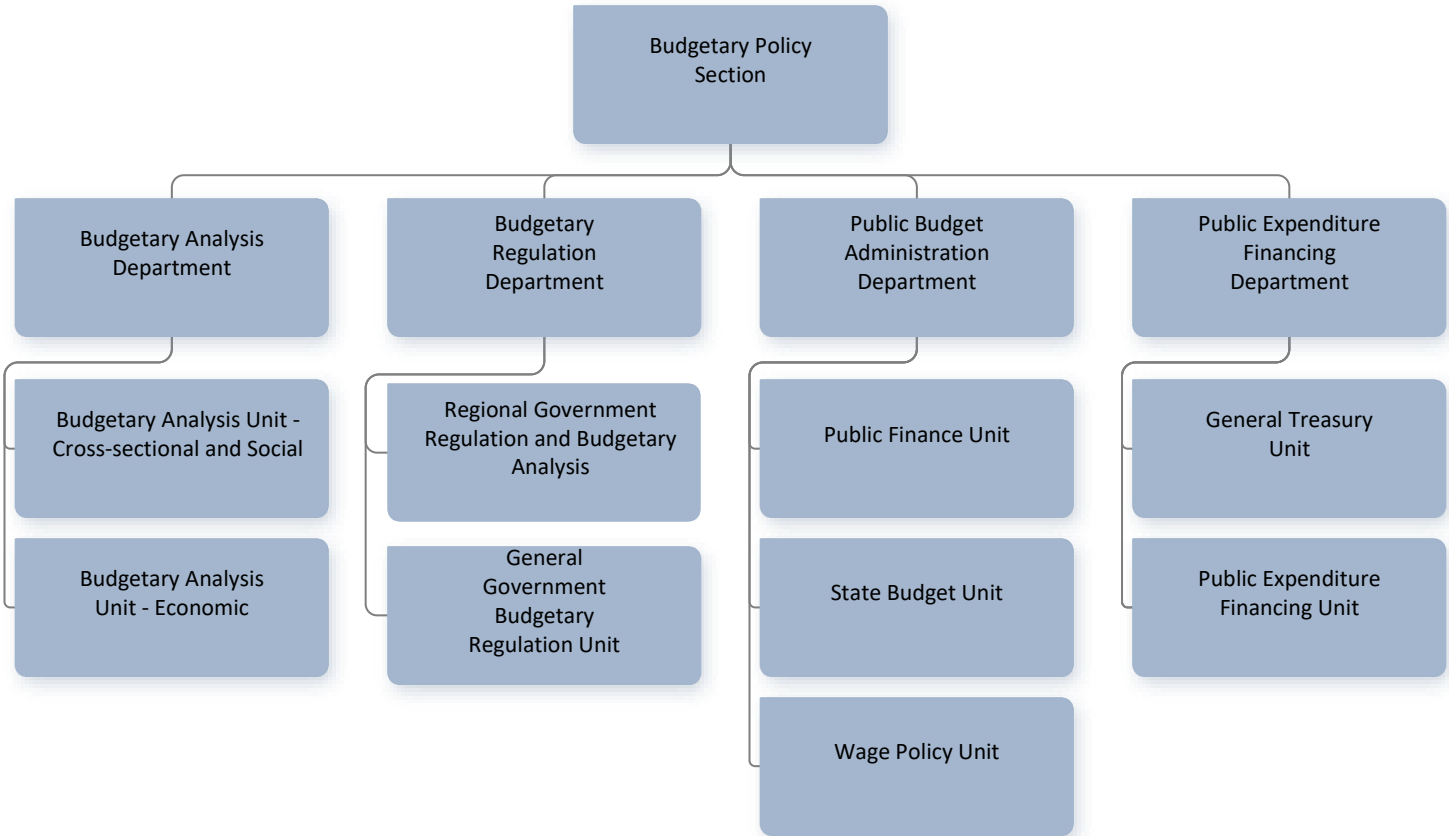 Budgetary Policy
Section
Budgetary Analysis
Department
Budgetary
Regulation
Department
Public Budget
Administration
Department
Public Expenditure
Financing
Department
Budgetary Analysis Unit -
Cross-sectional and Social
Regional Government
Regulation and Budgetary
Analysis
Public Finance Unit
General Treasury
Unit
Budgetary Analysis
Unit - Economic
General
Government
Budgetary
Regulation Unit
State Budget Unit
Public Expenditure
Financing Unit
Wage Policy Unit